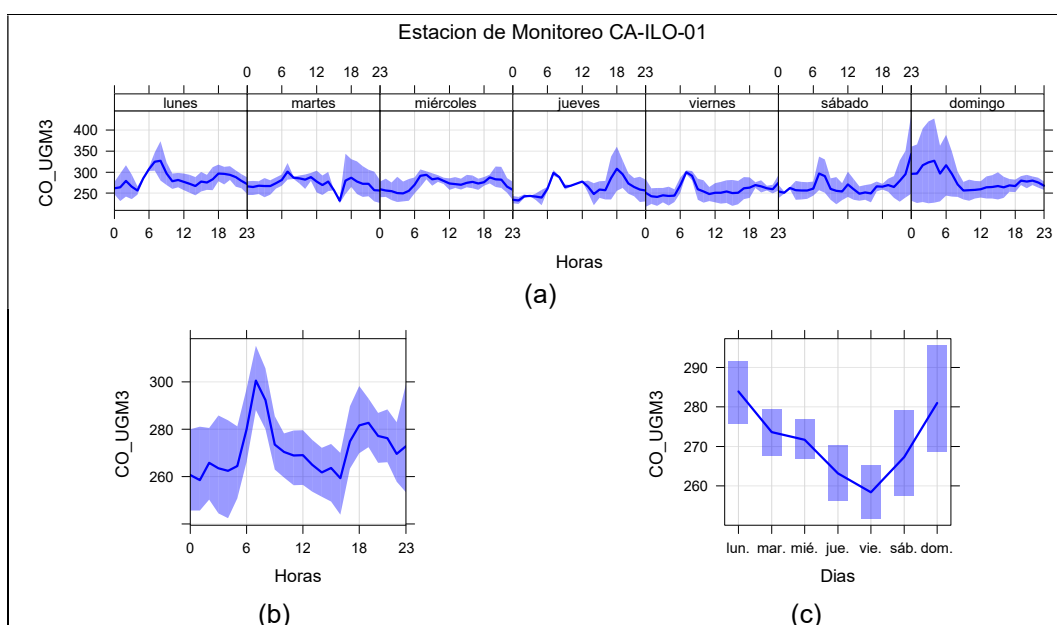 Estacion de Monitoreo CA-ILO-01
0 6 12 18 23 0 6 12 18 23 0 6 12 18 23
lunes martes miércoles jueves viernes sábado domingo
400
350
300
250
CO_UGM3
0 6 12 18 23 0 6 12 18 23 0 6 12 18 23 0 6 12 18 23
Horas
(a)
300
280
260
CO_UGM3
0 6 12 18 23
Horas
(b)
290
280
270
260
CO_UGM3
lun. mar. mié. jue. vie. sáb. dom.
Dias
(c)